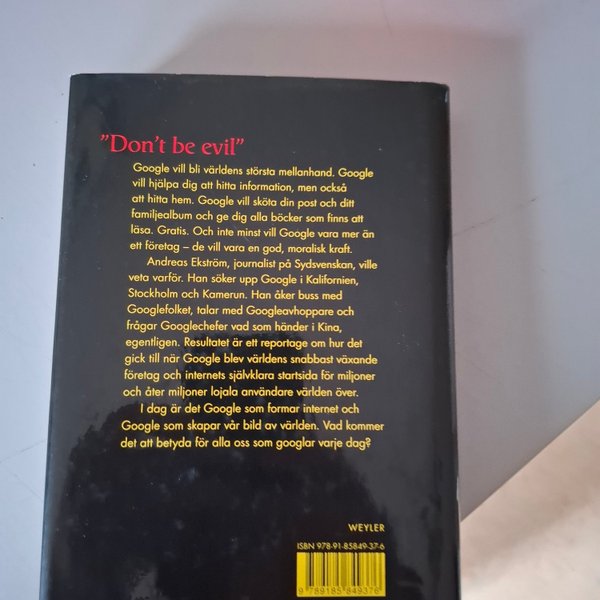 "Don't be evil"
Google vill bli världens största mellanhand. Google
vill hjälpa dig att hitta information, men också
att hitta hem. Google vill sköta din post och ditt
familjealbum och ge dig alla böcker som finns att
läsa. Gratis. Och inte minst vill Google vara mer än
ett företag – de vill vara en god, moralisk kraft.
Andreas Ekström, journalist på Sydsvenskan, ville
veta varför. Han söker upp Google i Kalifornien,
Stockholm och Kamerun. Han åker buss med
Googlefolket, talar med Googleavhoppare och
frågar Googlechefer vad som händer i Kina,
egentligen. Resultatet är ett reportage om hur det
gick till när Google blev världens snabbast växande
företag och internets självklara startsida för miljoner
och åter miljoner lojala användare världen över.
I dag är det Google som formar internet och
Google som skapar vår bild av världen. Vad kommer
det att betyda för alla oss som googlar varje dag?
WEYLER
ISBN 978-91-85849-37-6
9 789185 849376